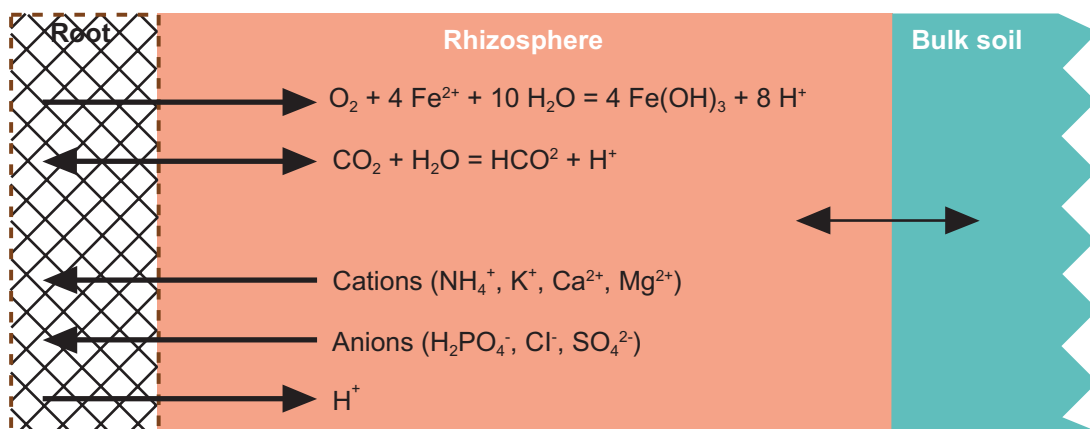 Root
Rhizosphere
Bulk soil
O₂ + 4 Fe²⁺ + 10 H₂O = 4 Fe(OH)₃ + 8 H⁺
CO₂ + H₂O = HCO² + H⁺
Cations (NH₄⁺, K⁺, Ca²⁺, Mg²⁺)
Anions (H₂PO₄⁻, Cl⁻, SO₄²⁻)
H⁺